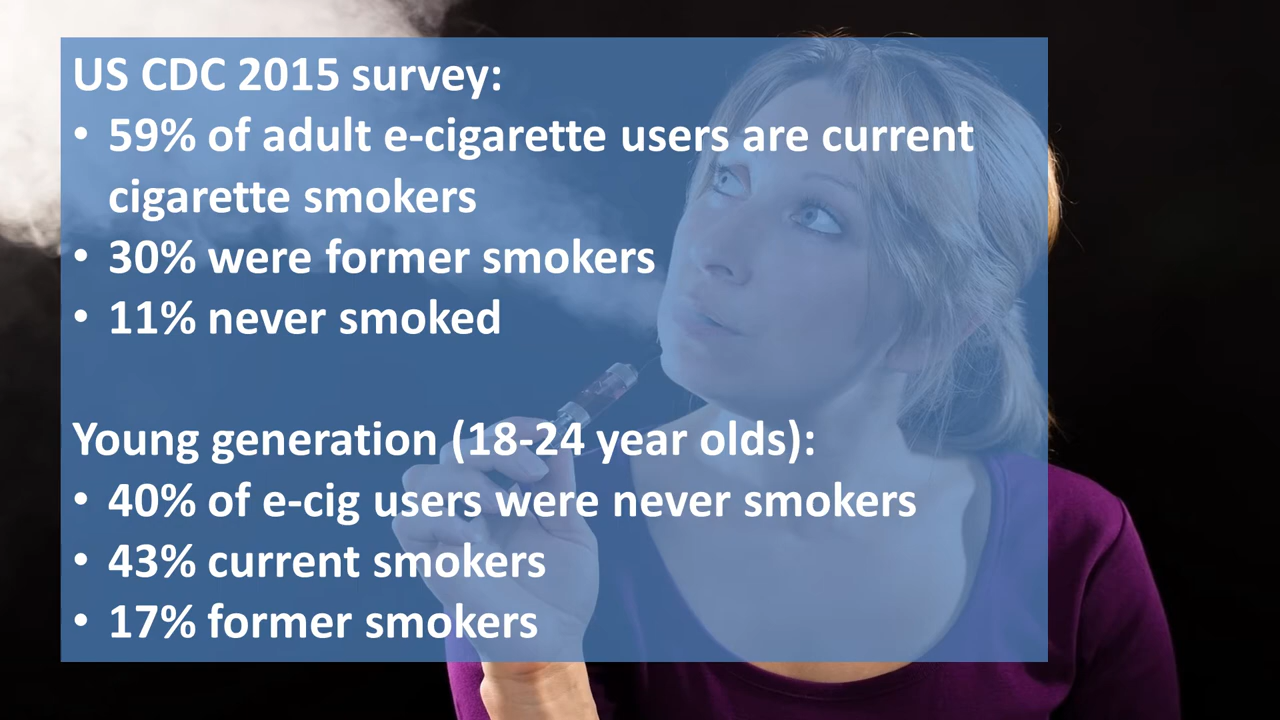 US CDC 2015 survey:
• 59% of adult e-cigarette users are current
cigarette smokers
• 30% were former smokers
• 11% never smoked
Young generation (18-24 year olds):
• 40% of e-cig users were never smokers
• 43% current smokers
• 17% former smokers